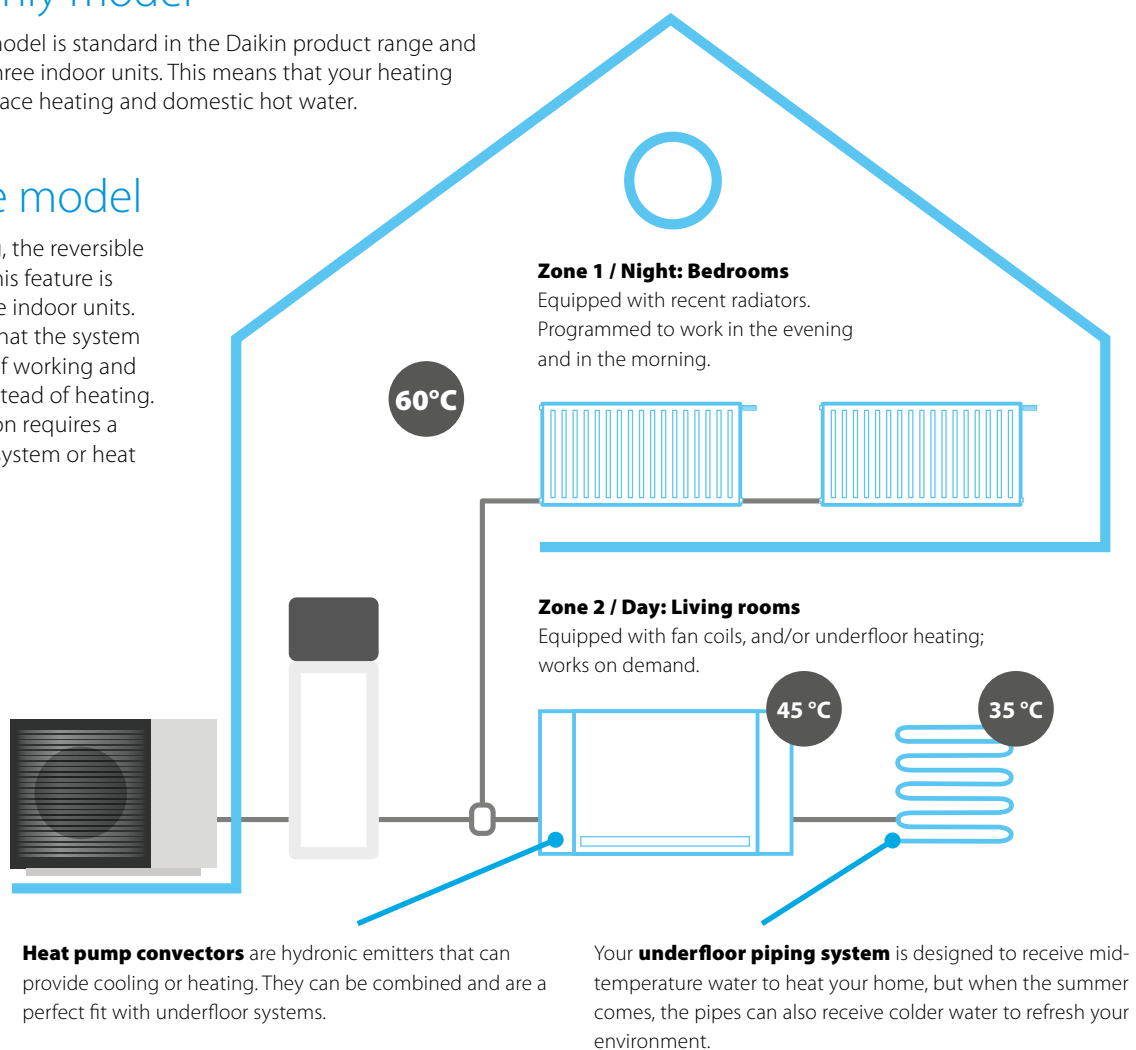 nly model
odel is standard in the Daikin product range and
hree indoor units. This means that your heating
ace heating and domestic hot water.
e model
, the reversible
his feature is
e indoor units.
hat the system
f working and
stead of heating.
on requires a
system or heat
Zone 1 / Night: Bedrooms
Equipped with recent radiators.
Programmed to work in the evening
and in the morning.
60°C
Zone 2 / Day: Living rooms
Equipped with fan coils, and/or underfloor heating;
works on demand.
45 °C
35 °C
Heat pump convectors are hydronic emitters that can
provide cooling or heating. They can be combined and are a
perfect fit with underfloor systems.
Your underfloor piping system is designed to receive mid-
temperature water to heat your home, but when the summer
comes, the pipes can also receive colder water to refresh your
environment.